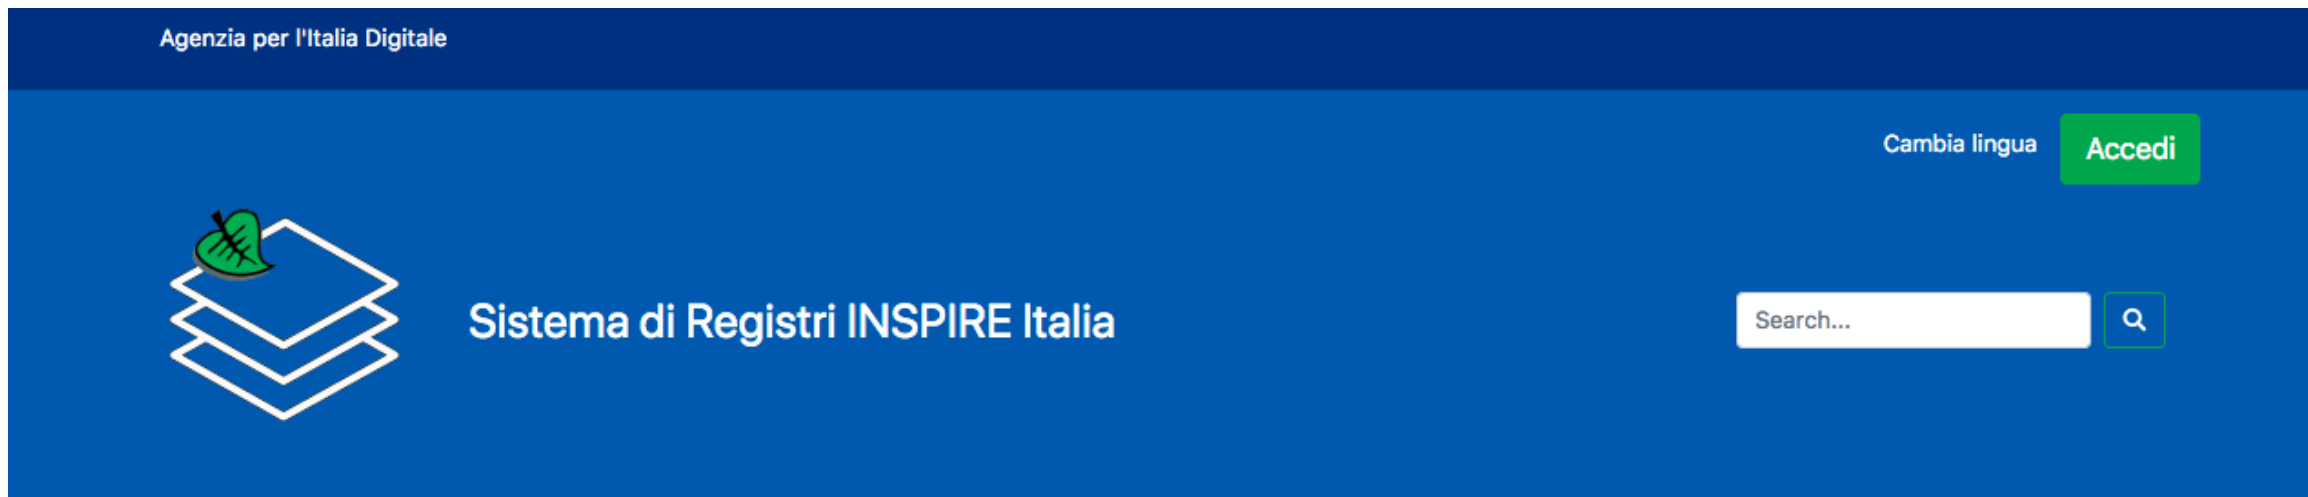 Agenzia per l'Italia Digitale
Cambia lingua
Accedi
Sistema di Registri INSPIRE Italia
Search...